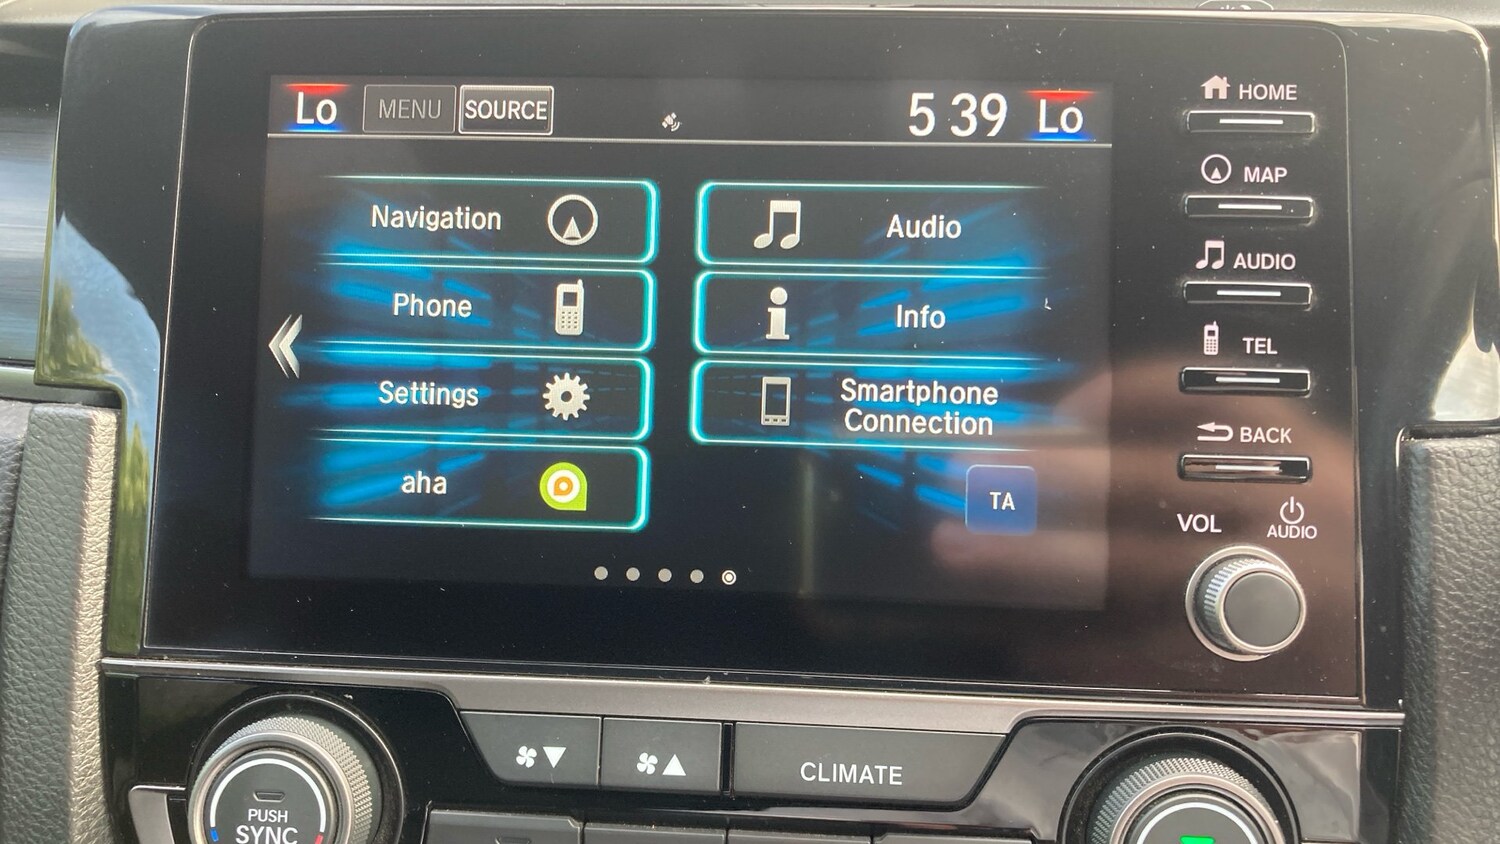 Lo MENU SOURCE 5 39 Lo
Navigation
Audio
Phone
Info
Settings
Smartphone
Connection
aha
TA
HOME
MAP
AUDIO
TEL
BACK
VOL
AUDIO
CLIMATE
PUSH
SYNC